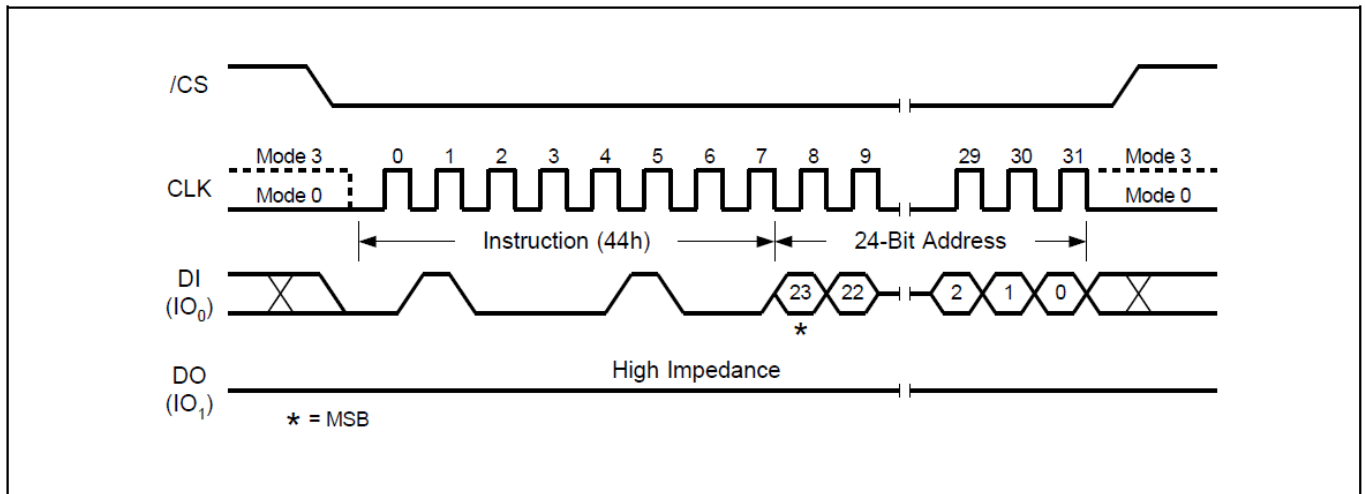 /CS
Mode 3 0 1 2 3 4 5 6 7 8 9 29 30 31 Mode 3
CLK
Mode 0 Mode 0
Instruction (44h) 24-Bit Address
DI
(IO0)
23 22 2 1 0
*
High Impedance
DO
(IO1)
* = MSB